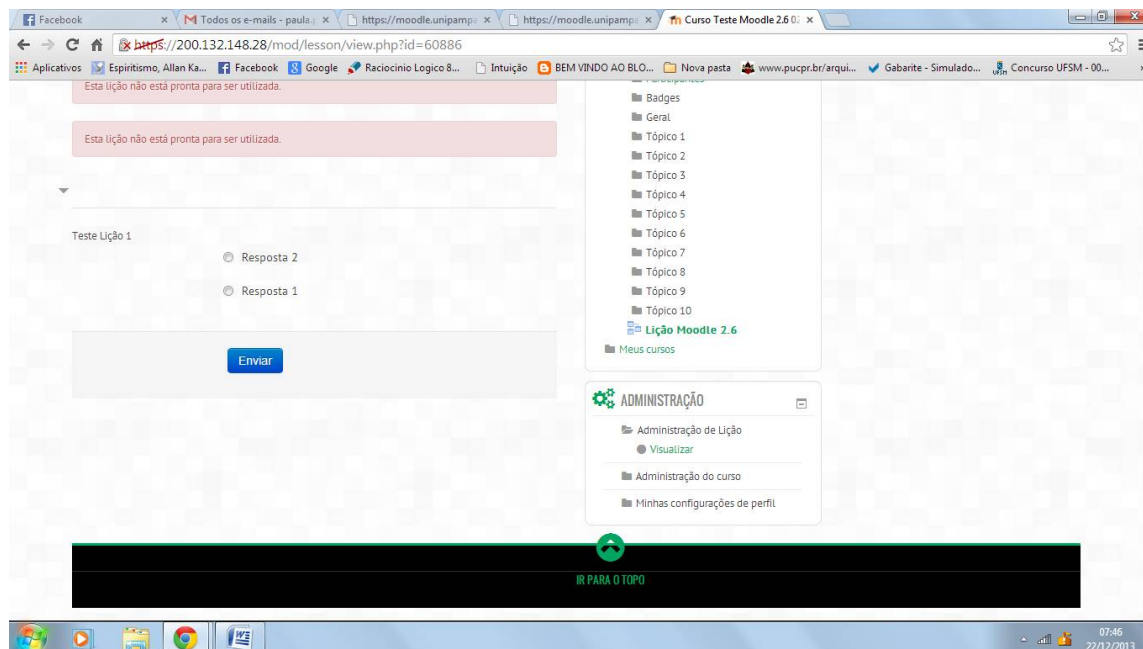 Facebook
Todos os e-mails - paula.
https://moodle.unipampa
https://moodle.unipampa
Curso Teste Moodle 2.6 0
https://200.132.148.28/mod/lesson/view.php?id=60886
Aplicativos Espiritismo, Allan Ka... Facebook Google Raciocinio Logico 8... Intuição BEM VINDO AO BLO... Nova pasta www.pucpr.br/arqui... Gabarite - Simulado... Concurso UFSM - 00...
Esta lição não está pronta para ser utilizada.
Esta lição não está pronta para ser utilizada.
Teste Lição 1
Resposta 2
Resposta 1
Enviar
Participantes
Badges
Geral
Tópico 1
Tópico 2
Tópico 3
Tópico 4
Tópico 5
Tópico 6
Tópico 7
Tópico 8
Tópico 9
Tópico 10
Lição Moodle 2.6
Meus cursos
ADMINISTRAÇÃO
Administração de Lição
Visualizar
Administração do curso
Minhas configurações de perfil
IR PARA O TOPO
07:46
22/12/2013